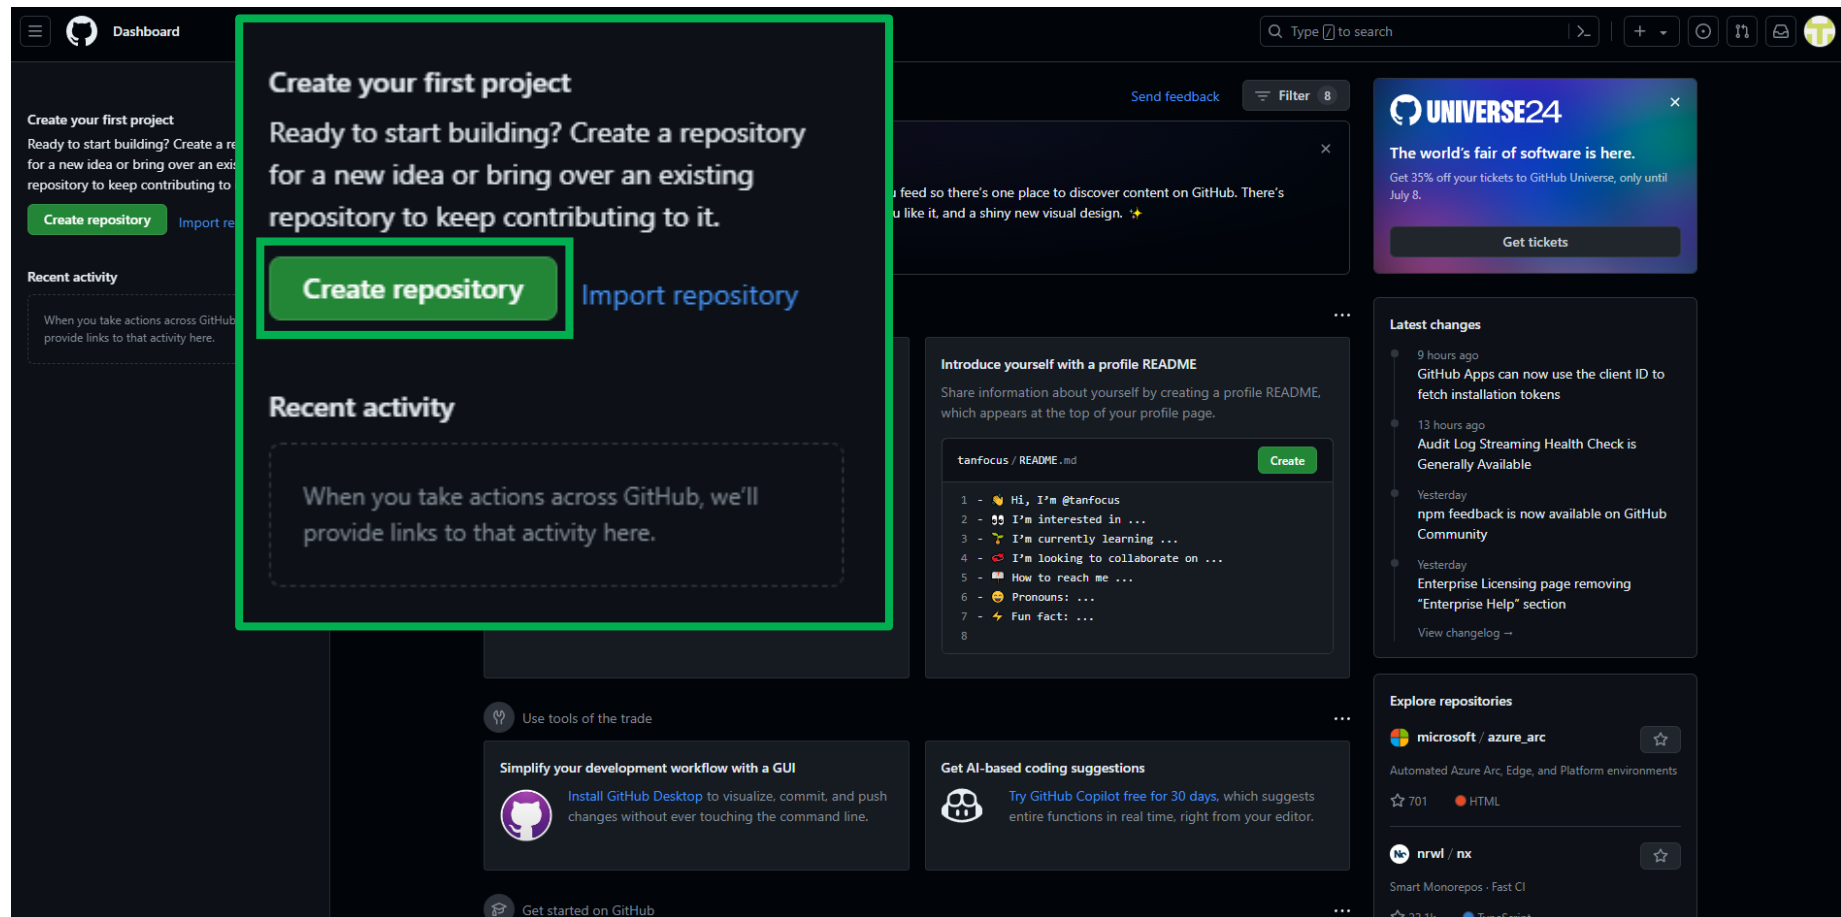 Dashboard
Type / to search
Create your first project
Ready to start building? Create a re
for a new idea or bring over an exis
repository to keep contributing to
Create repository
Import re
Recent activity
When you take actions across GitHub
provide links to that activity here.
Create your first project
Ready to start building? Create a repository
for a new idea or bring over an existing
repository to keep contributing to it.
Create repository
Import repository
Recent activity
When you take actions across GitHub, we'll
provide links to that activity here.
Send feedback
Filter 8
feed so there's one place to discover content on GitHub. There's
u like it, and a shiny new visual design. ✨
Introduce yourself with a profile README
Share information about yourself by creating a profile README,
which appears at the top of your profile page.
tanfocus / README.md
Create
1 - 👋 Hi, I'm @tanfocus
2 - 👀 I'm interested in ...
3 - 🌱 I'm currently learning ...
4 - 💞️ I'm looking to collaborate on ...
5 - 📫 How to reach me ...
6 - 😄 Pronouns: ...
7 - ⚡ Fun fact: ...
8
Use tools of the trade
Simplify your development workflow with a GUI
Install GitHub Desktop to visualize, commit, and push
changes without ever touching the command line.
Get AI-based coding suggestions
Try GitHub Copilot free for 30 days, which suggests
entire functions in real time, right from your editor.
Get started on GitHub
UNIVERSE24
The world's fair of software is here.
Get 35% off your tickets to GitHub Universe, only until
July 8.
Get tickets
Latest changes
9 hours ago
GitHub Apps can now use the client ID to
fetch installation tokens
13 hours ago
Audit Log Streaming Health Check is
Generally Available
Yesterday
npm feedback is now available on GitHub
Community
Yesterday
Enterprise Licensing page removing
"Enterprise Help" section
View changelog →
Explore repositories
microsoft / azure_arc
Automated Azure Arc, Edge, and Platform environments
701 HTML
nrwl / nx
Smart Monorepos · Fast CI